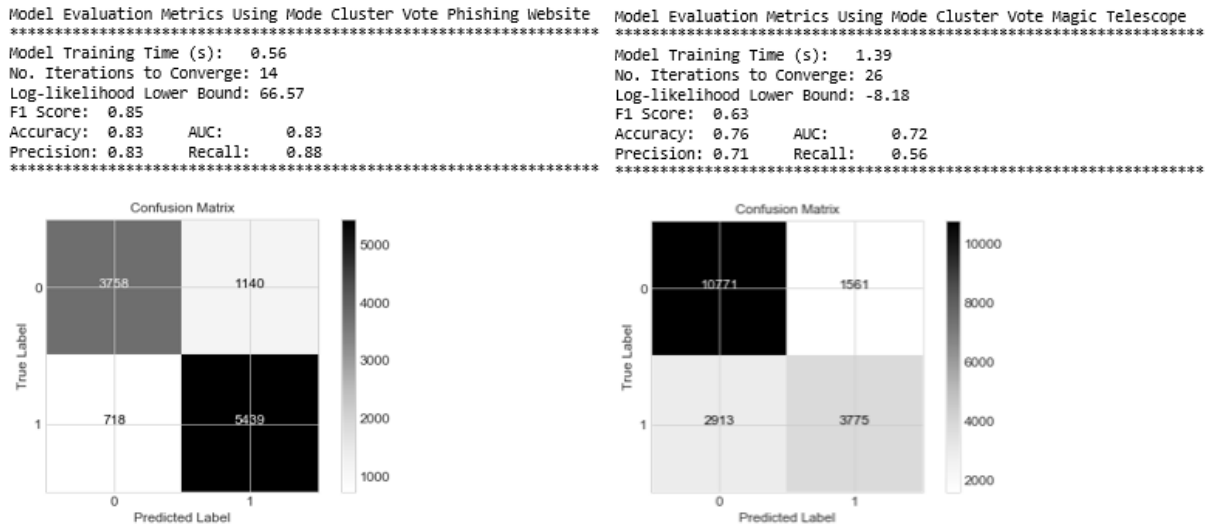 Model Evaluation Metrics Using Mode Cluster Vote Phishing Website
******************************************************************
Model Training Time (s): 0.56
No. Iterations to Converge: 14
Log-likelihood Lower Bound: 66.57
F1 Score: 0.85
Accuracy: 0.83 AUC: 0.83
Precision: 0.83 Recall: 0.88
******************************************************************
Confusion Matrix
3758 1140
718 5439
0
1
True Label
0 1
Predicted Label
5000
4000
3000
2000
1000
Model Evaluation Metrics Using Mode Cluster Vote Magic Telescope
******************************************************************
Model Training Time (s): 1.39
No. Iterations to Converge: 26
Log-likelihood Lower Bound: -8.18
F1 Score: 0.63
Accuracy: 0.76 AUC: 0.72
Precision: 0.71 Recall: 0.56
******************************************************************
Confusion Matrix
10771 1561
2913 3775
0
1
True Label
0 1
Predicted Label
10000
8000
6000
4000
2000